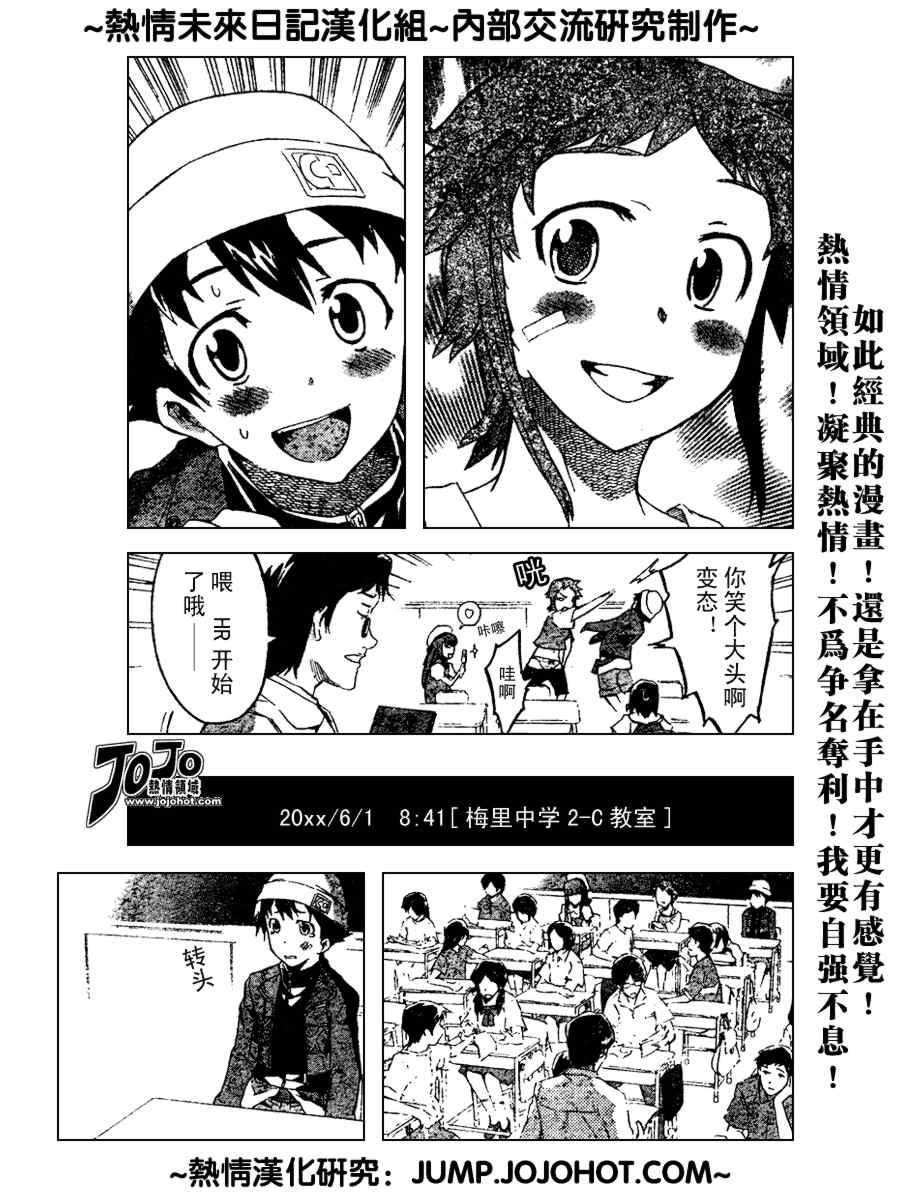 ~熱情未來日記漢化組~內部交流研究制作~
CP
你笑个大头啊
变态！
咣
哇啊
咔嚓
喂 HR 开始
了哦——
JOJO
熱情領域
www.jojohot.com
20xx/6/1 8:41[ 梅里中学 2-C 教室 ]
转头
如此經典的漫畫！還是拿在手中才更有感覺！
熱情領域！凝聚熱情！不爲争名奪利！我要自强不息！
~熱情漢化研究：JUMP.JOJOHOT.COM~